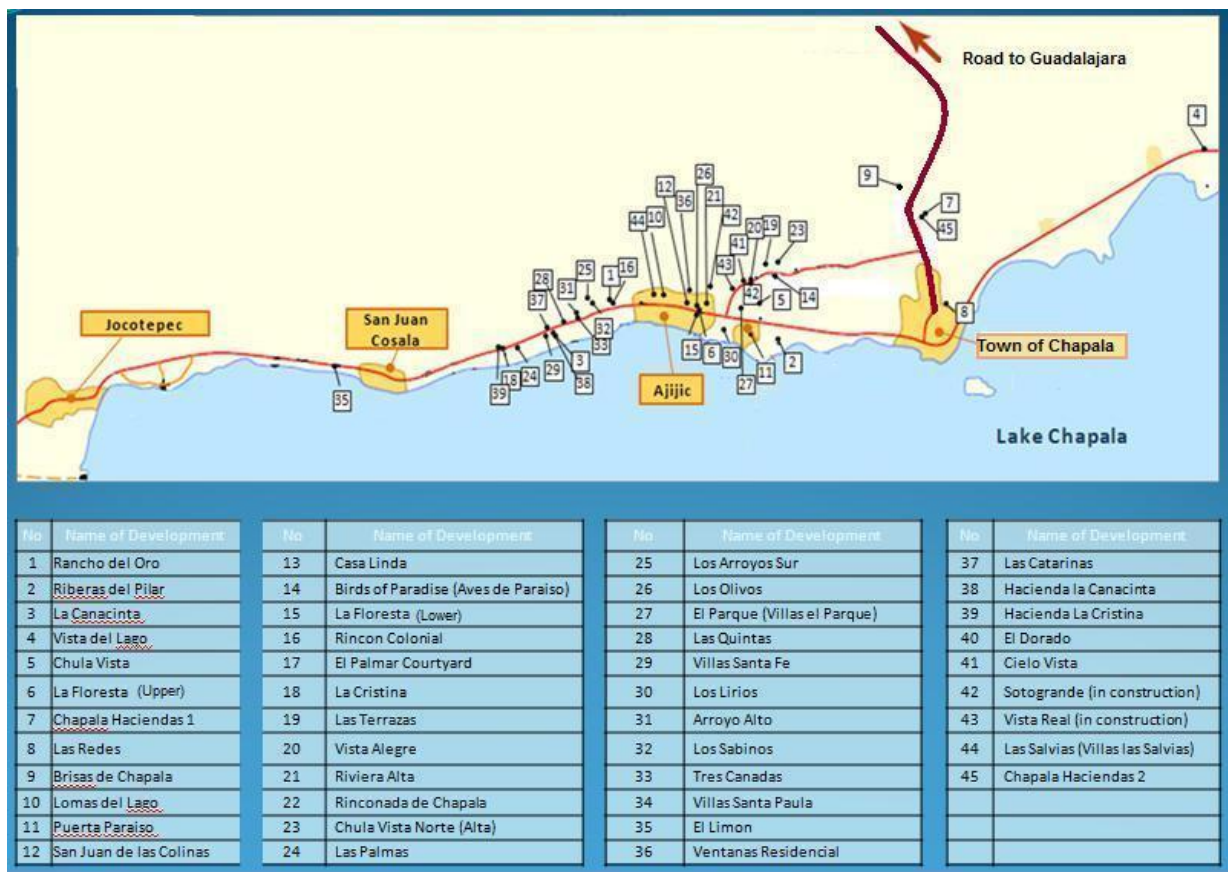 Road to Guadalajara
4
9
7
45
26
12
36
21
42
44
10
20
19
23
41
43
25
1
16
28
31
37
42
5
14
8
Jocotepec
San Juan
Cosala
32
33
Town of Chapala
15
6
30
11
2
18
24
29
3
39
38
27
35
Ajijic
Lake Chapala
No Name of Development No Name of Development No Name of Development No Name of Development
1 Rancho del Oro 13 Casa Linda 25 Los Arroyos Sur 37 Las Catarinas
2 Riberas del Pilar 14 Birds of Paradise (Aves de Paraiso) 26 Los Olivos 38 Hacienda la Canacinta
3 La Canacinta 15 La Floresta (Lower) 27 El Parque (Villas el Parque) 39 Hacienda La Cristina
4 Vista del Lago 16 Rincon Colonial 28 Las Quintas 40 El Dorado
5 Chula Vista 17 El Palmar Courtyard 29 Villas Santa Fe 41 Cielo Vista
6 La Floresta (Upper) 18 La Cristina 30 Los Lirios 42 Sotogrande (in construction)
7 Chapala Haciendas 1 19 Las Terrazas 31 Arroyo Alto 43 Vista Real (in construction)
8 Las Redes 20 Vista Alegre 32 Los Sabinos 44 Las Salvias (Villas las Salvias)
9 Brisas de Chapala 21 Riviera Alta 33 Tres Canadas 45 Chapala Haciendas 2
10 Lomas del Lago 22 Rinconada de Chapala 34 Villas Santa Paula
11 Puerta Paraiso 23 Chula Vista Norte (Alta) 35 El Limon
12 San Juan de las Colinas 24 Las Palmas 36 Ventanas Residencial